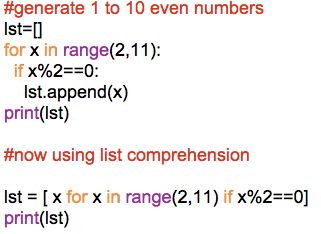 #generate 1 to 10 even numbers
lst=[]
for x in range(2,11):
  if x%2==0:
    lst.append(x)
print(lst)

#now using list comprehension

lst = [ x for x in range(2,11) if x%2==0]
print(lst)